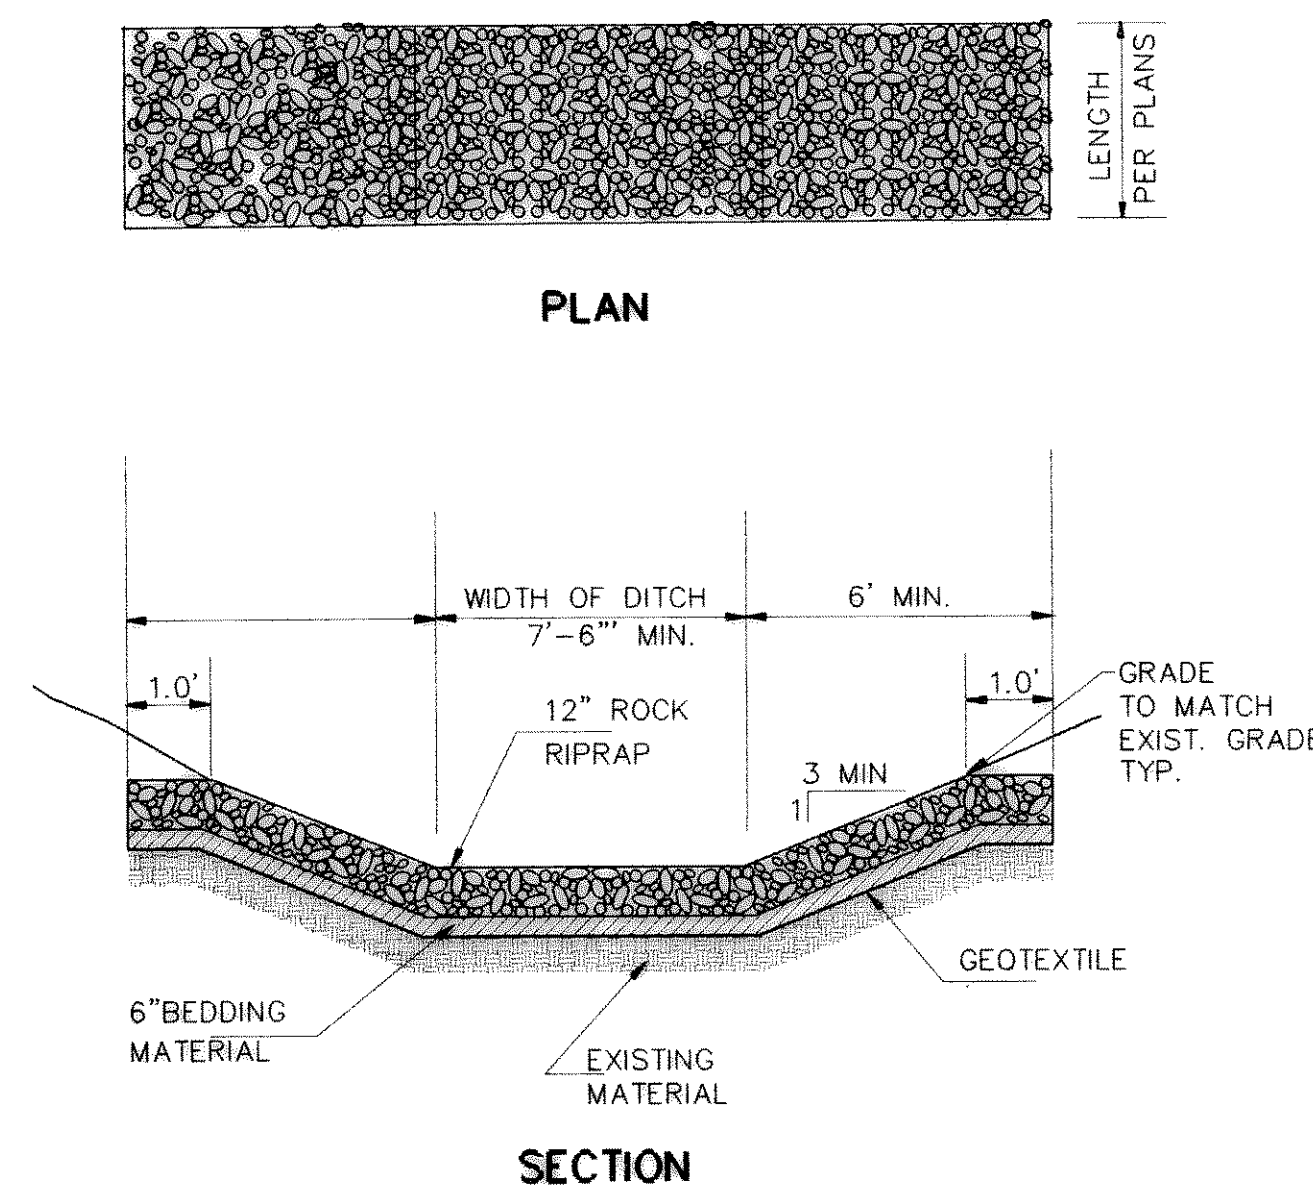 LENGTH
PER PLANS
PLAN
WIDTH OF DITCH
7'-6"' MIN.
6' MIN.
1.0'
1.0'
GRADE
TO MATCH
EXIST. GRADE
TYP.
12" ROCK
RIPRAP
3 MIN
1
GEOTEXTILE
6"BEDDING
MATERIAL
EXISTING
MATERIAL
SECTION